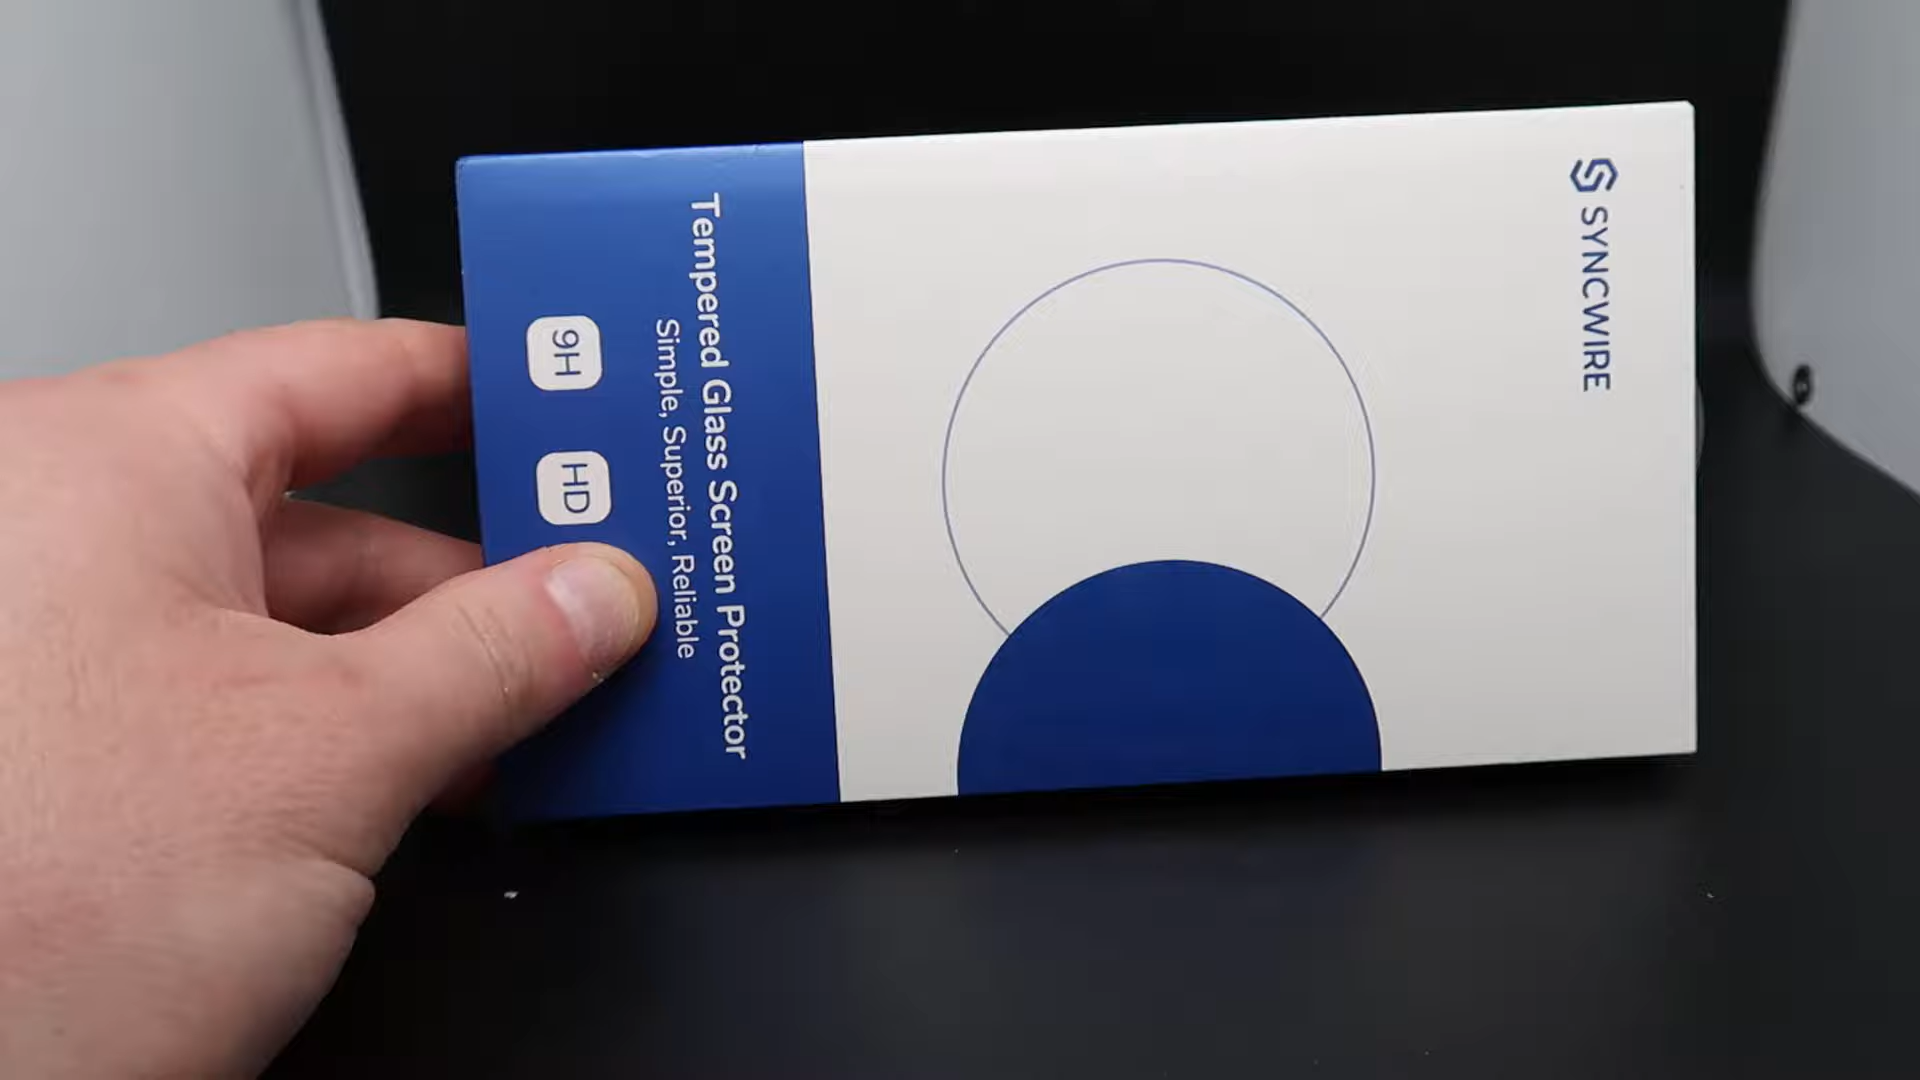 SYNCWIRE
Tempered Glass Screen Protector
Simple, Superior, Reliable
9H
HD